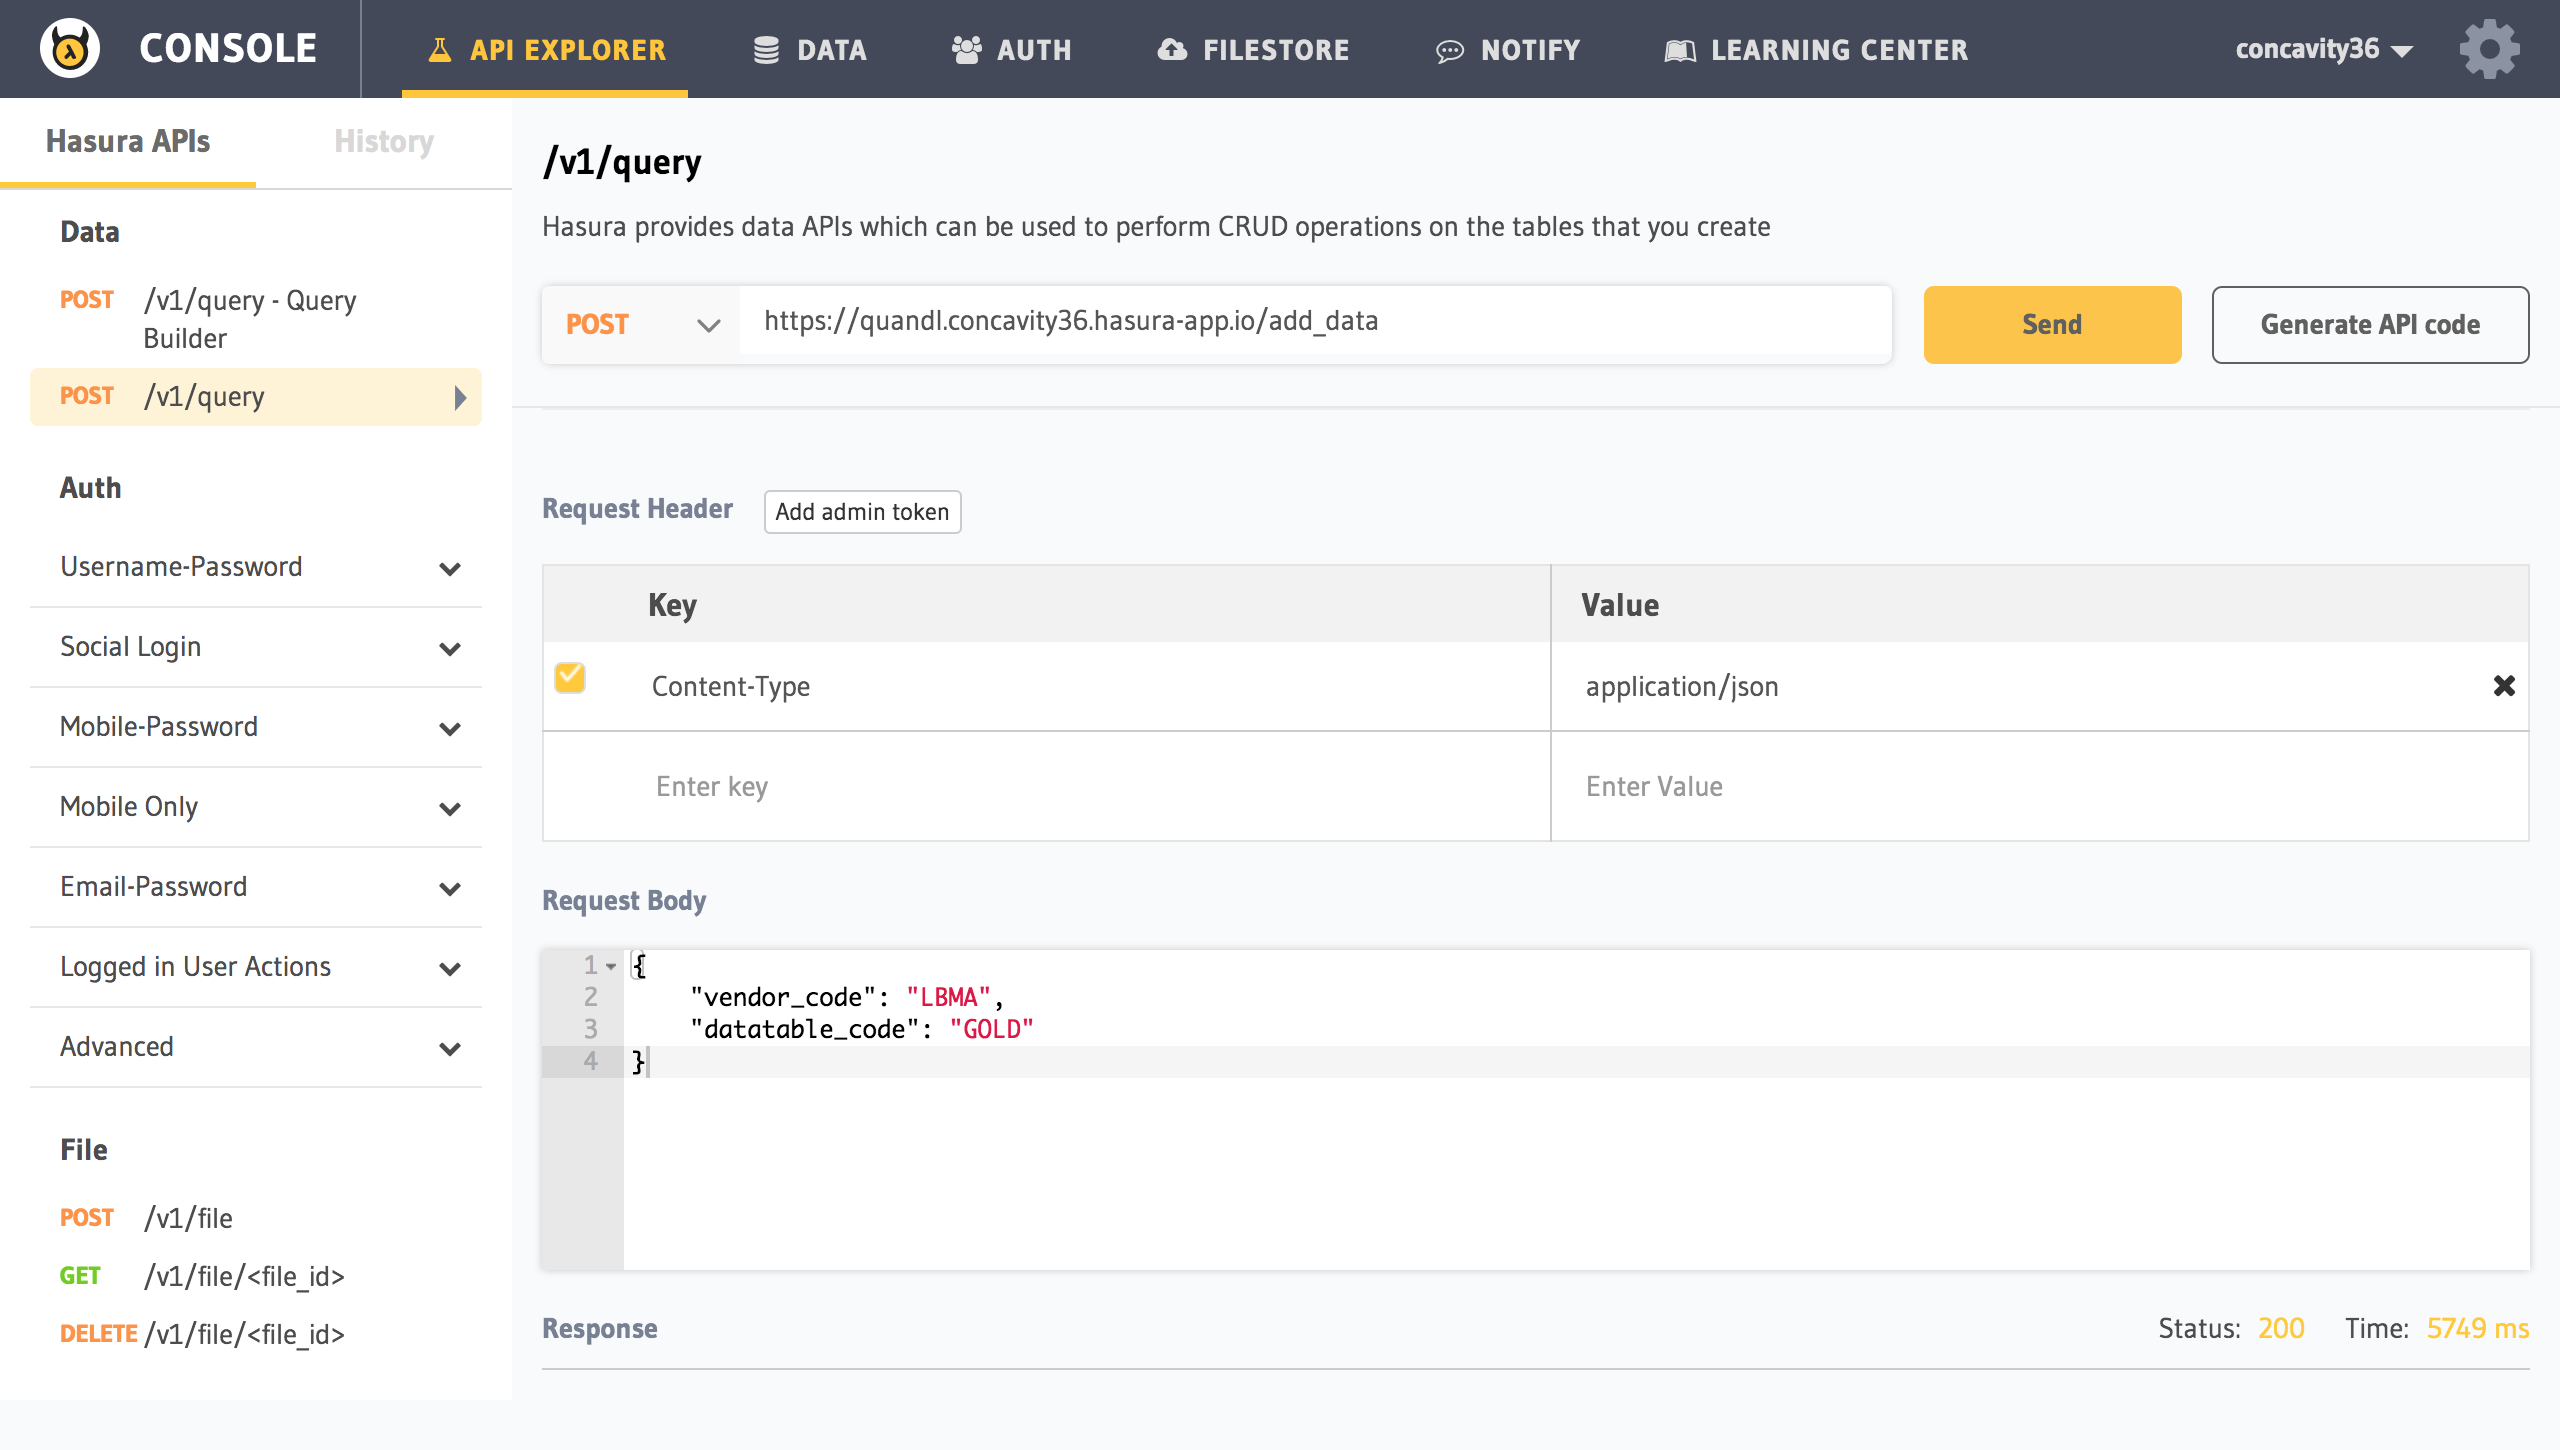 CONSOLE
API EXPLORER
DATA
AUTH
FILESTORE
NOTIFY
LEARNING CENTER
concavity36
Hasura APIs
History
Data
POST /v1/query - Query
Builder
POST /v1/query
Auth
Username-Password
Social Login
Mobile-Password
Mobile Only
Email-Password
Logged in User Actions
Advanced
File
POST /v1/file
GET /v1/file/<file_id>
DELETE /v1/file/<file_id>
/v1/query
Hasura provides data APIs which can be used to perform CRUD operations on the tables that you create
POST https://quandl.concavity36.hasura-app.io/add_data
Send
Generate API code
Request Header
Add admin token
Key Value
Content-Type application/json
Enter key Enter Value
Request Body
1 {
2 "vendor_code": "LBMA",
3 "datatable_code": "GOLD"
4 }
Response
Status: 200 Time: 5749 ms